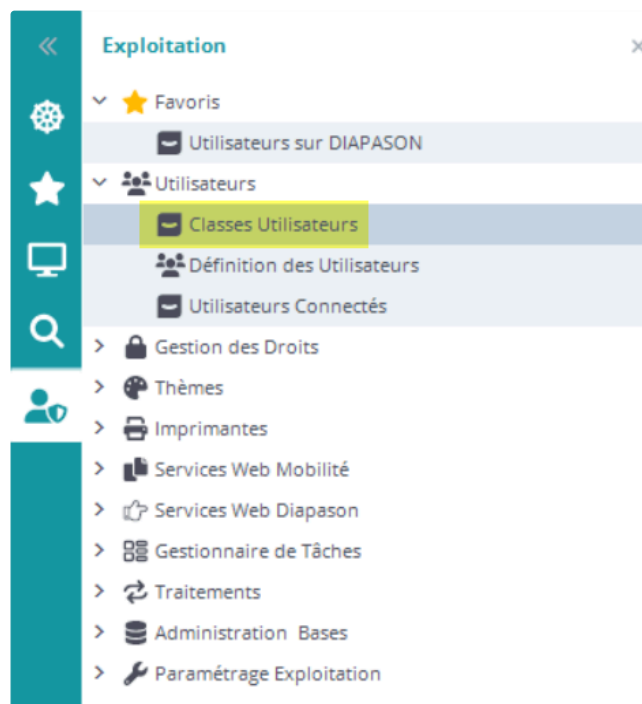 Exploitation
Favoris
Utilisateurs sur DIAPASON
Utilisateurs
Classes Utilisateurs
Définition des Utilisateurs
Utilisateurs Connectés
Gestion des Droits
Thèmes
Imprimantes
Services Web Mobilité
Services Web Diapason
Gestionnaire de Tâches
Traitements
Administration Bases
Paramétrage Exploitation